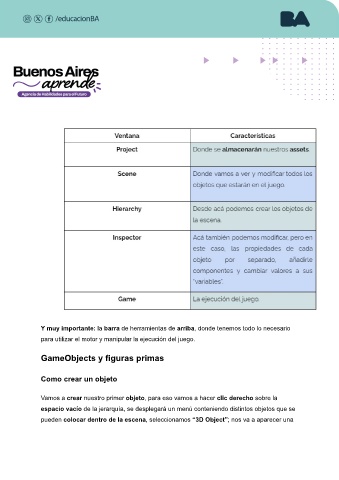 /educacionBA
BA
Buenos Aires
aprende
Agencia de Habilidades para el Futuro
Ventana Características
Project Donde se almacenarán nuestros assets.
Scene Donde vamos a ver y modificar todos los
objetos que estarán en el juego.
Hierarchy Desde acá podemos crear los objetos de
la escena.
Inspector Acá también podemos modificar, pero en
este caso, las propiedades de cada
objeto por separado, añadirle
componentes y cambiar valores a sus
"variables".
Game La ejecución del juego.
Y muy importante: la barra de herramientas de arriba, donde tenemos todo lo necesario
para utilizar el motor y manipular la ejecución del juego.
GameObjects y figuras primas
Como crear un objeto
Vamos a crear nuestro primer objeto, para eso vamos a hacer clic derecho sobre la
espacio vacío de la jerarquía, se desplegará un menú conteniendo distintos objetos que se
pueden colocar dentro de la escena, seleccionamos “3D Object”; nos va a aparecer una